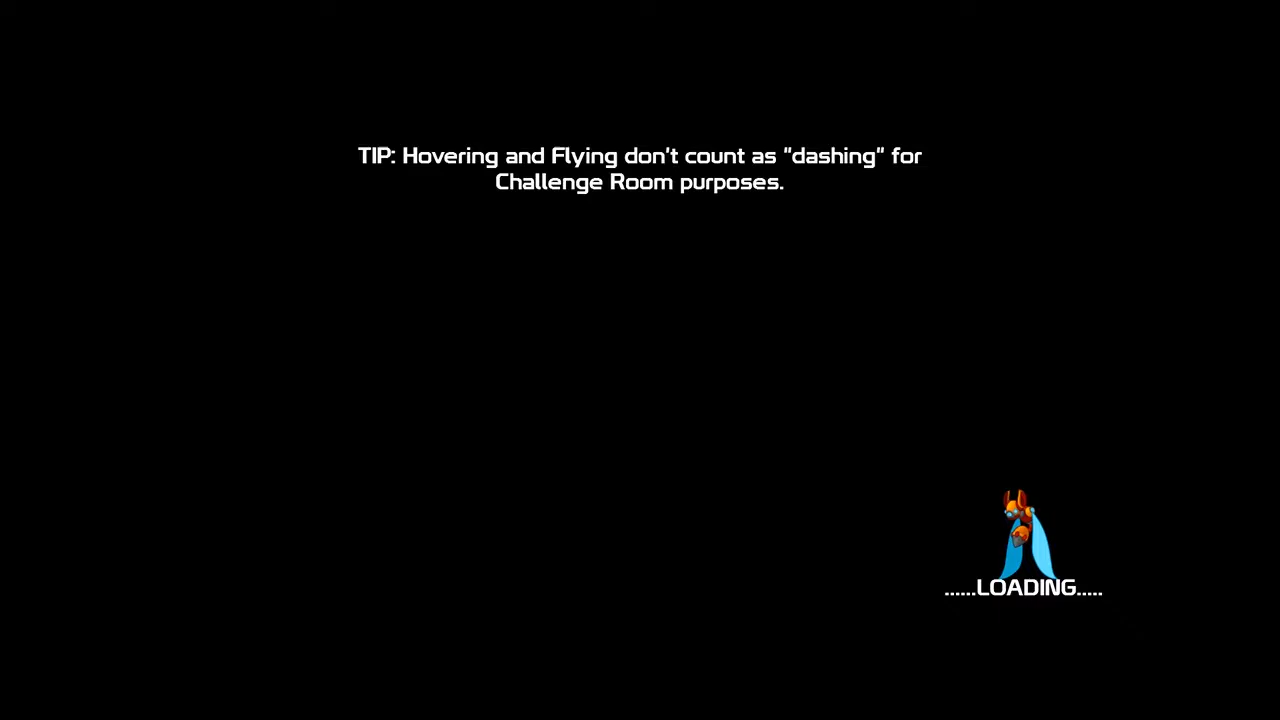 TIP: Hovering and Flying don't count as "dashing" for
Challenge Room purposes.
......LOADING.....